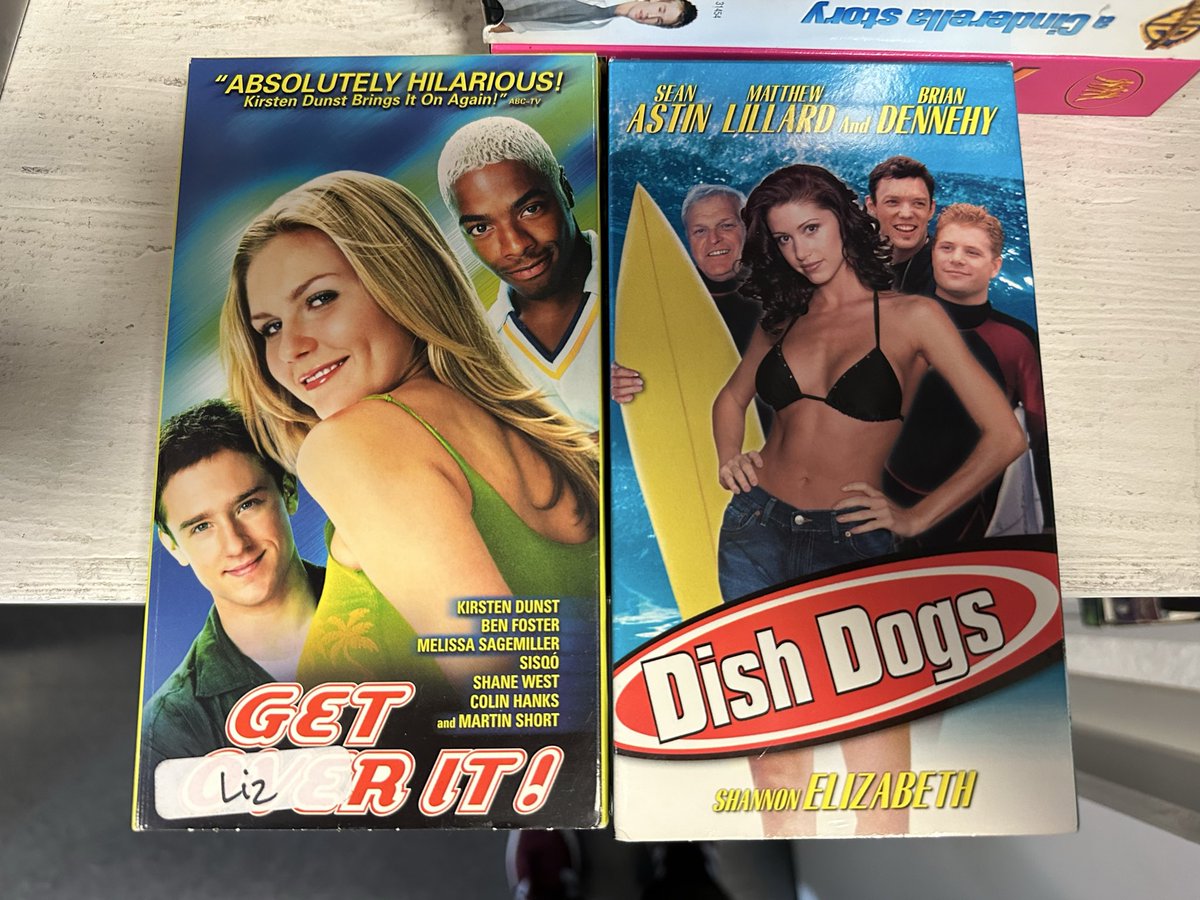 31454
a Cinderella story
"ABSOLUTELY HILARIOUS!
Kirsten Dunst Brings It On Again!" ABC-TV
KIRSTEN DUNST
BEN FOSTER
MELISSA SAGEMILLER
SISQÓ
SHANE WEST
COLIN HANKS
and MARTIN SHORT
GET
OVER IT!
Liz
SEAN MATTHEW BRIAN
ASTIN LILLARD And DENNEHY
Dish Dogs
SHANNON ELIZABETH